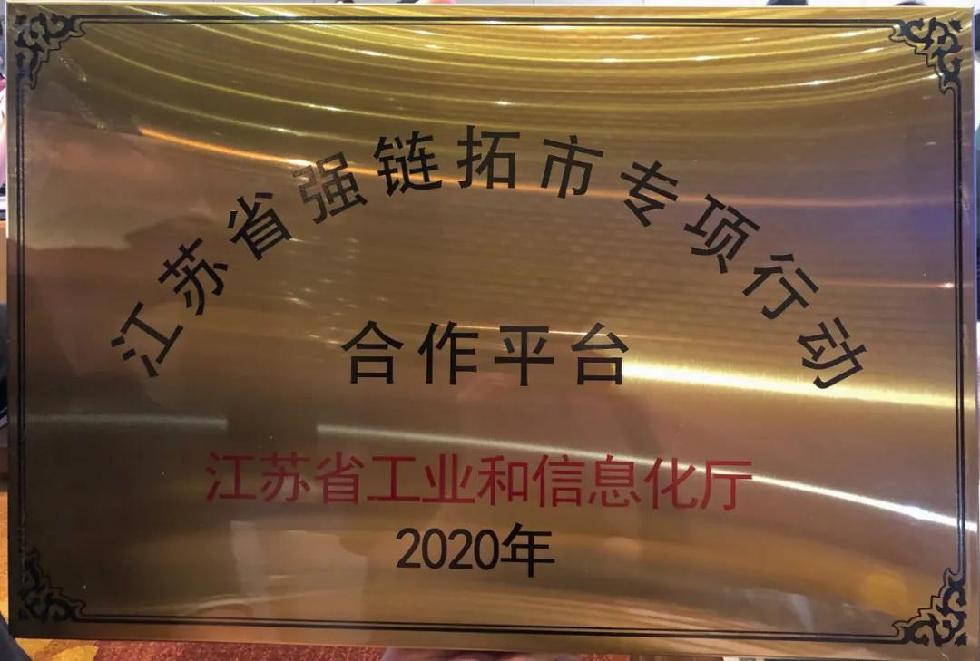 江苏省强链拓市专项行动
合作平台
江苏省工业和信息化厅
2020年